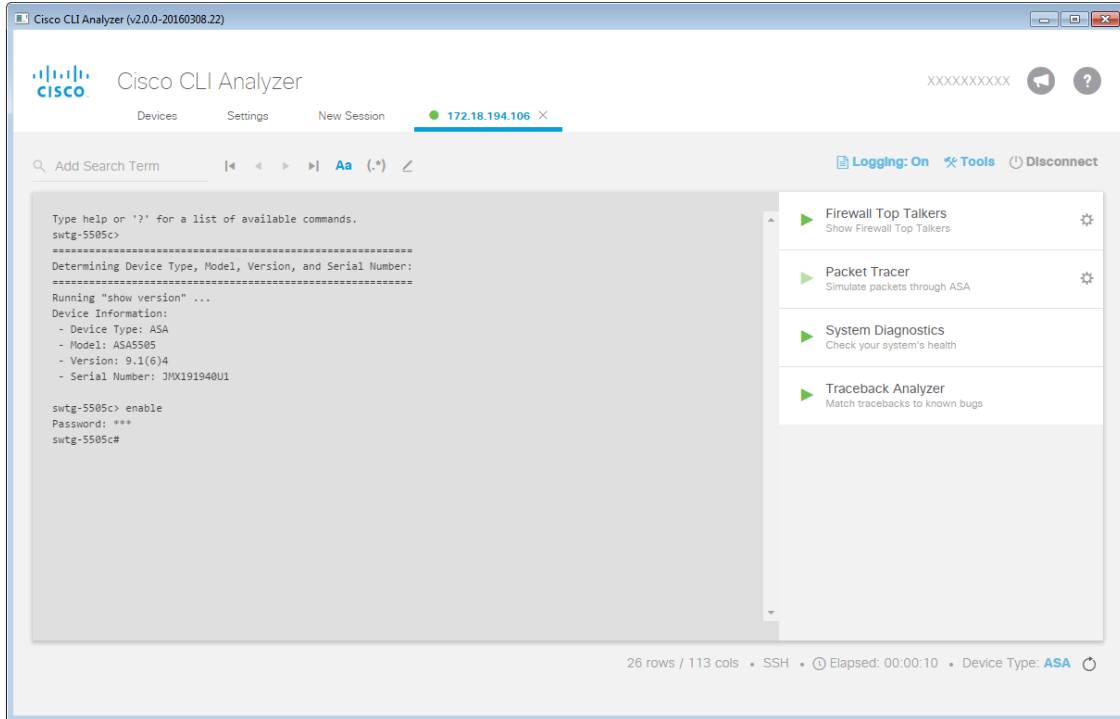 Cisco CLI Analyzer (v2.0.0-20160308.22)
CISCO
Cisco CLI Analyzer
XXXXXXXXXX
?
Devices Settings New Session 172.18.194.106 ×
Add Search Term Aa (.*)
Logging: On Tools Disconnect
Type help or '?' for a list of available commands.
swtg-5505c>
==========================================================
Determining Device Type, Model, Version, and Serial Number:
==========================================================
Running "show version" ...
Device Information:
- Device Type: ASA
- Model: ASA5505
- Version: 9.1(6)4
- Serial Number: JMX191940U1
swtg-5505c> enable
Password: ***
swtg-5505c#
Firewall Top Talkers
Show Firewall Top Talkers
Packet Tracer
Simulate packets through ASA
System Diagnostics
Check your system's health
Traceback Analyzer
Match tracebacks to known bugs
26 rows / 113 cols • SSH • Elapsed: 00:00:10 • Device Type: ASA